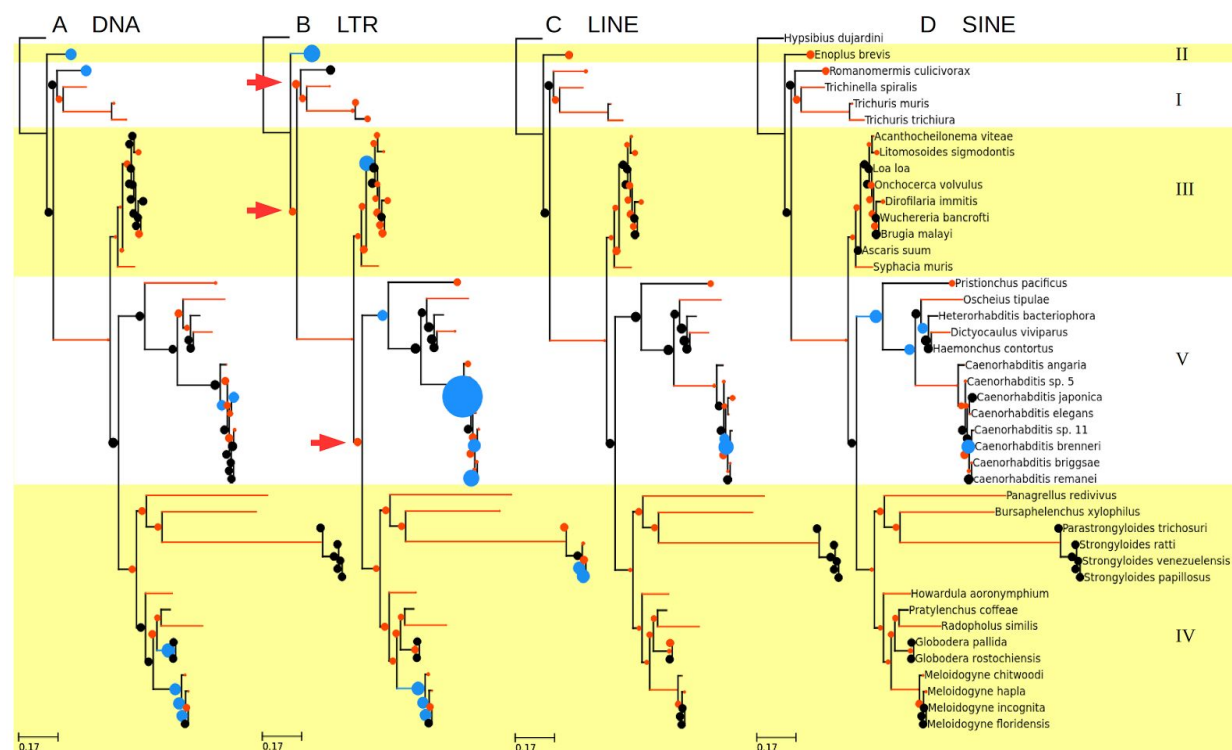 A DNA B LTR C LINE D SINE
Hypsibius dujardini
Enoplus brevis II
Romanomermis culicivorax
Trichinella spiralis
I
Trichuris muris
Trichuris trichiura
Acanthocheilonema viteae
Litomosoides sigmodontis
Loa loa
Onchocerca volvulus III
Dirofilaria immitis
Wuchereria bancrofti
Brugia malayi
Ascaris suum
Syphacia muris
Pristionchus pacificus
Oscheius tipulae
Heterorhabditis bacteriophora
Dictyocaulus viviparus
Haemonchus contortus
V
Caenorhabditis angaria
Caenorhabditis sp. 5
Caenorhabditis japonica
Caenorhabditis elegans
Caenorhabditis sp. 11
Caenorhabditis brenneri
Caenorhabditis briggsae
caenorhabditis remanei
Panagrellus redivivus
Bursaphelenchus xylophilus
Parastrongyloides trichosuri
Strongyloides ratti
Strongyloides venezuelensis
Strongyloides papillosus
Howardula aoronymphium
Pratylenchus coffeae
Radopholus similis
IV
Globodera pallida
Globodera rostochiensis
Meloidogyne chitwoodi
Meloidogyne hapla
Meloidogyne incognita
Meloidogyne floridensis
0.17 0.17 0.17 0.17